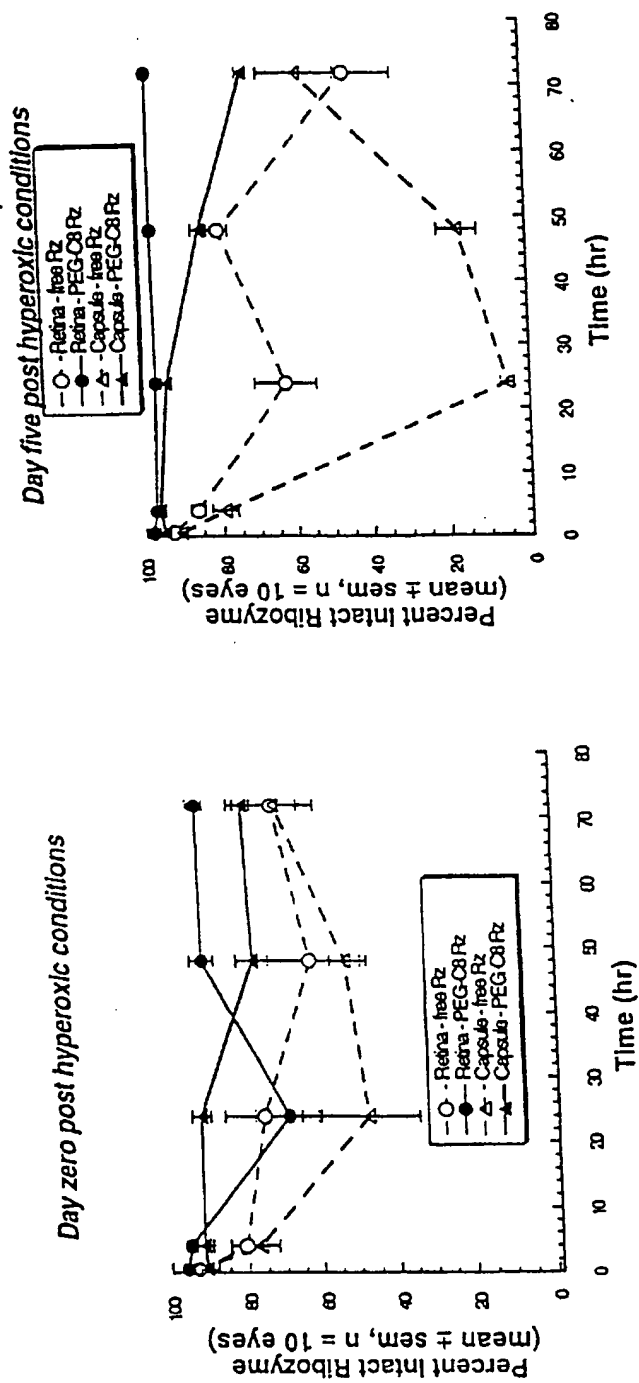 Day zero post hyperoxic conditions
Percent Intact Ribozyme
(mean ± sem, n = 10 eyes)
100
80
60
40
20
0
Retina - free Rz
Retina - PEG-C8 Rz
Capsule - free Rz
Capsule - PEG-C8 Rz
0
10
20
30
40
50
60
70
80
Time (hr)
Day five post hyperoxic conditions
Percent Intact Ribozyme
(mean ± sem, n = 10 eyes)
100
80
60
40
20
0
Retina - free Rz
Retina - PEG-C8 Rz
Capsule - free Rz
Capsule - PEG-C8 Rz
0
10
20
30
40
50
60
70
80
Time (hr)